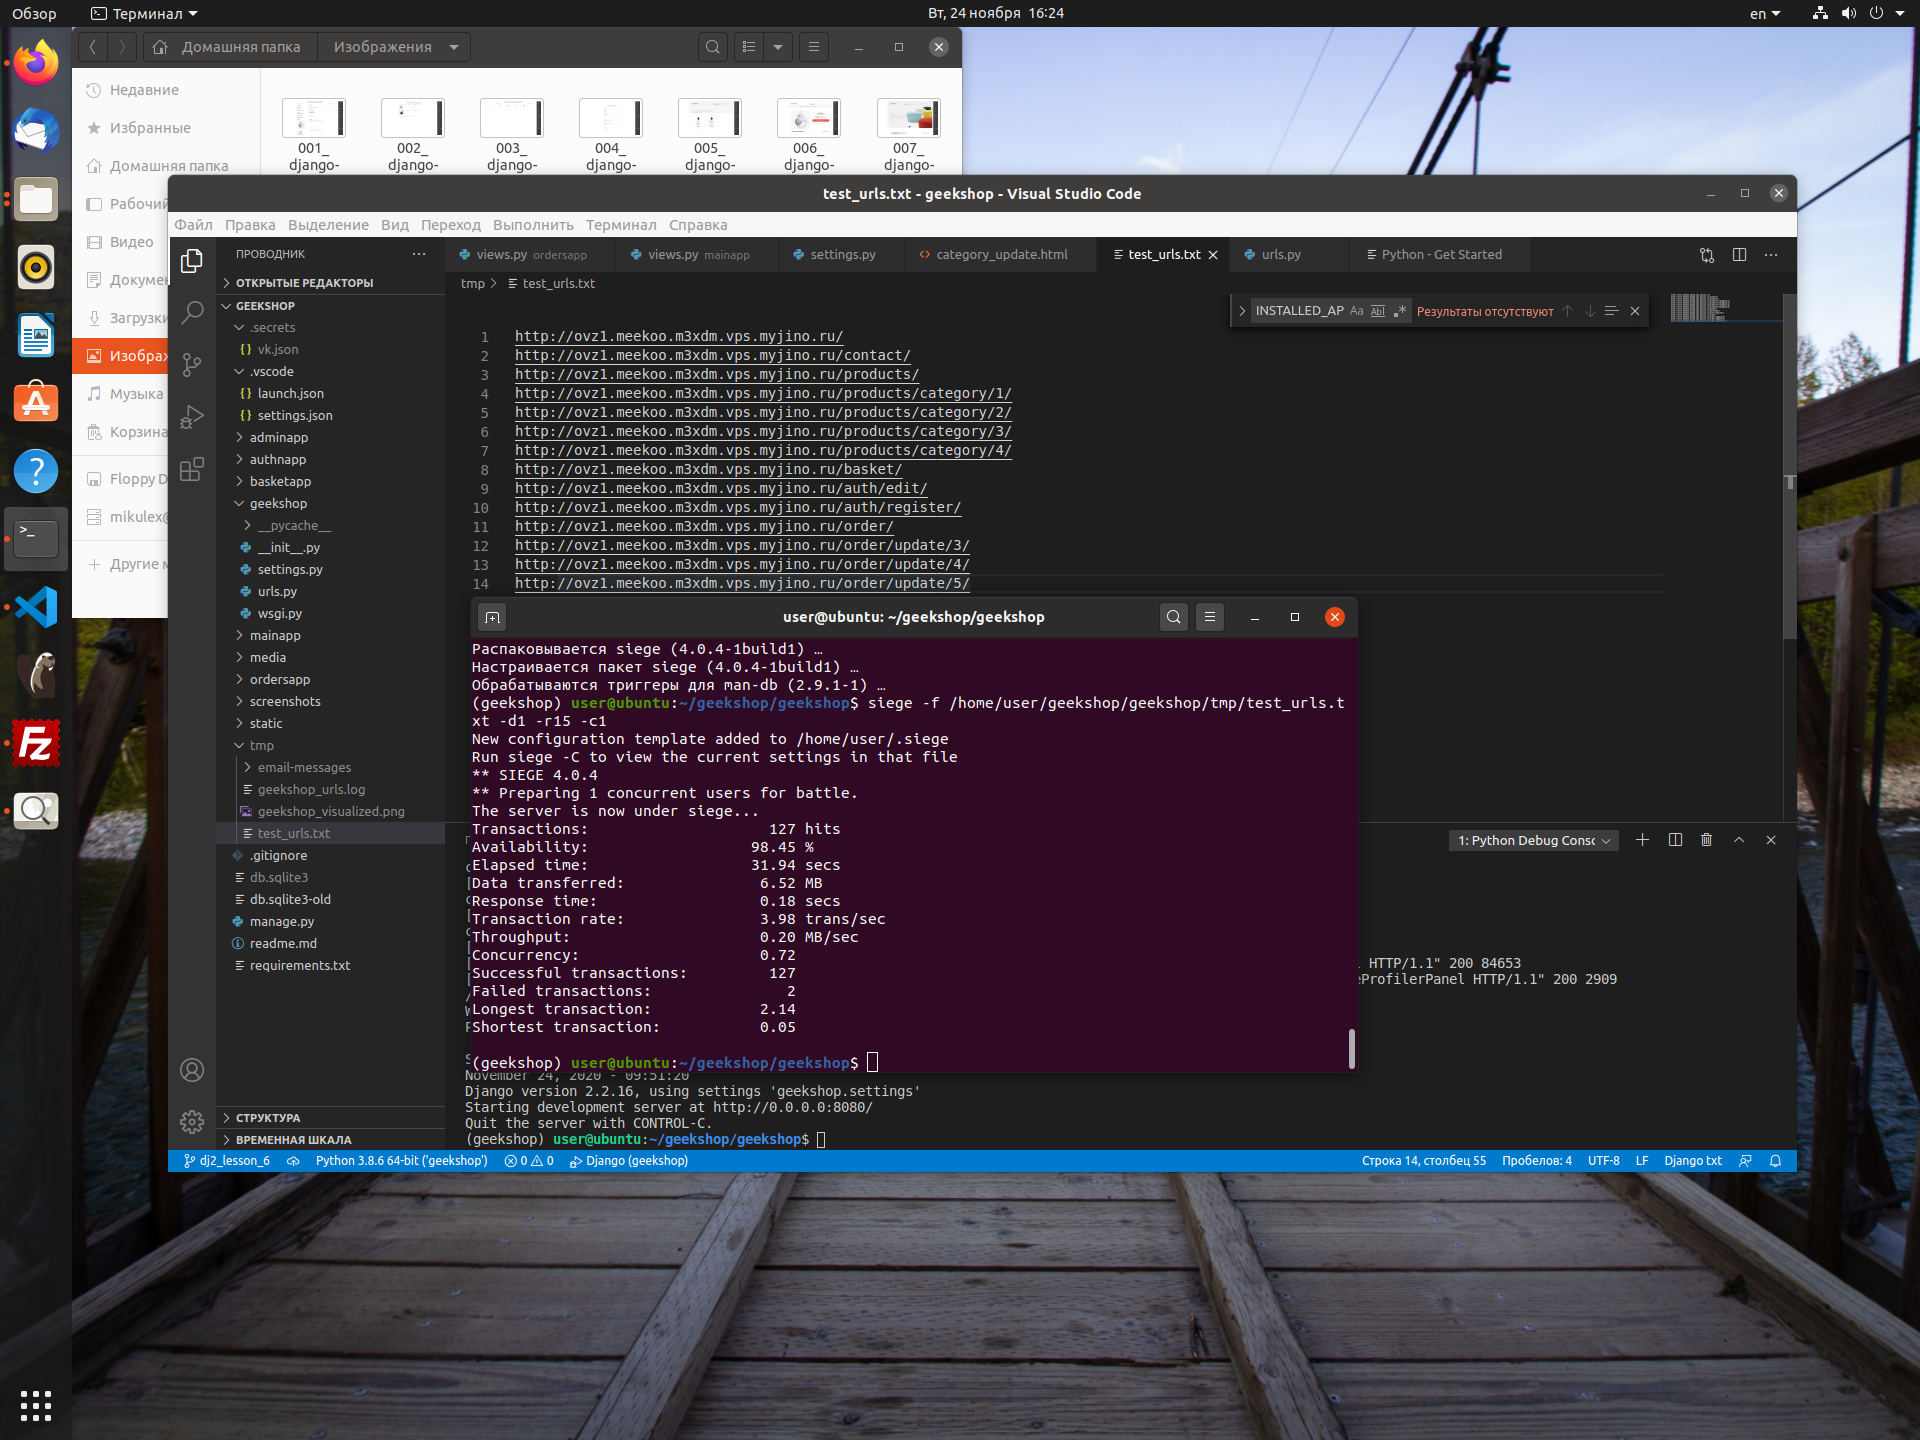 Обзор
Терминал
Вт, 24 ноября 16:24
en
Домашняя папка
Изображения
Недавние
Избранные
Домашняя папка
Рабочий
Видео
Докумен
Загрузки
Изобра
Музыка
Корзина
Floppy D
mikulex@
+ Другие м
001_
django-
002_
django-
003_
django-
004_
django-
005_
django-
006_
django-
007_
django-
test_urls.txt - geekshop - Visual Studio Code
Файл Правка Выделение Вид Переход Выполнить Терминал Справка
ПРОВОДНИК
views.py ordersapp
views.py mainapp
settings.py
category_update.html
test_urls.txt
urls.py
Python - Get Started
ОТКРЫТЫЕ РЕДАКТОРЫ
GEEKSHOP
.secrets
vk.json
.vscode
launch.json
settings.json
adminapp
authnapp
basketapp
geekshop
__pycache__
__init__.py
settings.py
urls.py
wsgi.py
mainapp
media
ordersapp
screenshots
static
tmp
email-messages
geekshop_urls.log
geekshop_visualized.png
test_urls.txt
.gitignore
db.sqlite3
db.sqlite3-old
manage.py
readme.md
requirements.txt
СТРУКТУРА
ВРЕМЕННАЯ ШКАЛА
tmp > test_urls.txt
INSTALLED_AP Aa Abl .* Результаты отсутствуют
1 http://ovz1.meekoo.m3xdm.vps.myjino.ru/
2 http://ovz1.meekoo.m3xdm.vps.myjino.ru/contact/
3 http://ovz1.meekoo.m3xdm.vps.myjino.ru/products/
4 http://ovz1.meekoo.m3xdm.vps.myjino.ru/products/category/1/
5 http://ovz1.meekoo.m3xdm.vps.myjino.ru/products/category/2/
6 http://ovz1.meekoo.m3xdm.vps.myjino.ru/products/category/3/
7 http://ovz1.meekoo.m3xdm.vps.myjino.ru/products/category/4/
8 http://ovz1.meekoo.m3xdm.vps.myjino.ru/basket/
9 http://ovz1.meekoo.m3xdm.vps.myjino.ru/auth/edit/
10 http://ovz1.meekoo.m3xdm.vps.myjino.ru/auth/register/
11 http://ovz1.meekoo.m3xdm.vps.myjino.ru/order/
12 http://ovz1.meekoo.m3xdm.vps.myjino.ru/order/update/3/
13 http://ovz1.meekoo.m3xdm.vps.myjino.ru/order/update/4/
14 http://ovz1.meekoo.m3xdm.vps.myjino.ru/order/update/5/
user@ubuntu: ~/geekshop/geekshop
Распаковывается siege (4.0.4-1build1) …
Настраивается пакет siege (4.0.4-1build1) …
Обрабатываются триггеры для man-db (2.9.1-1) …
(geekshop) user@ubuntu:~/geekshop/geekshop$ siege -f /home/user/geekshop/geekshop/tmp/test_urls.t
xt -d1 -r15 -c1
New configuration template added to /home/user/.siege
Run siege -C to view the current settings in that file
** SIEGE 4.0.4
** Preparing 1 concurrent users for battle.
The server is now under siege...
Transactions: 127 hits
Availability: 98.45 %
Elapsed time: 31.94 secs
Data transferred: 6.52 MB
Response time: 0.18 secs
Transaction rate: 3.98 trans/sec
Throughput: 0.20 MB/sec
Concurrency: 0.72
Successful transactions: 127
Failed transactions: 2
Longest transaction: 2.14
Shortest transaction: 0.05
(geekshop) user@ubuntu:~/geekshop/geekshop$
1: Python Debug Consc
HTTP/1.1" 200 84653
eProfilerPanel HTTP/1.1" 200 2909
November 24, 2020 - 09:51:20
Django version 2.2.16, using settings 'geekshop.settings'
Starting development server at http://0.0.0.0:8080/
Quit the server with CONTROL-C.
(geekshop) user@ubuntu:~/geekshop/geekshop$
dj2_lesson_6
Python 3.8.6 64-bit ('geekshop')
0 0
Django (geekshop)
Строка 14, столбец 55
Пробелов: 4
UTF-8
LF
Django txt